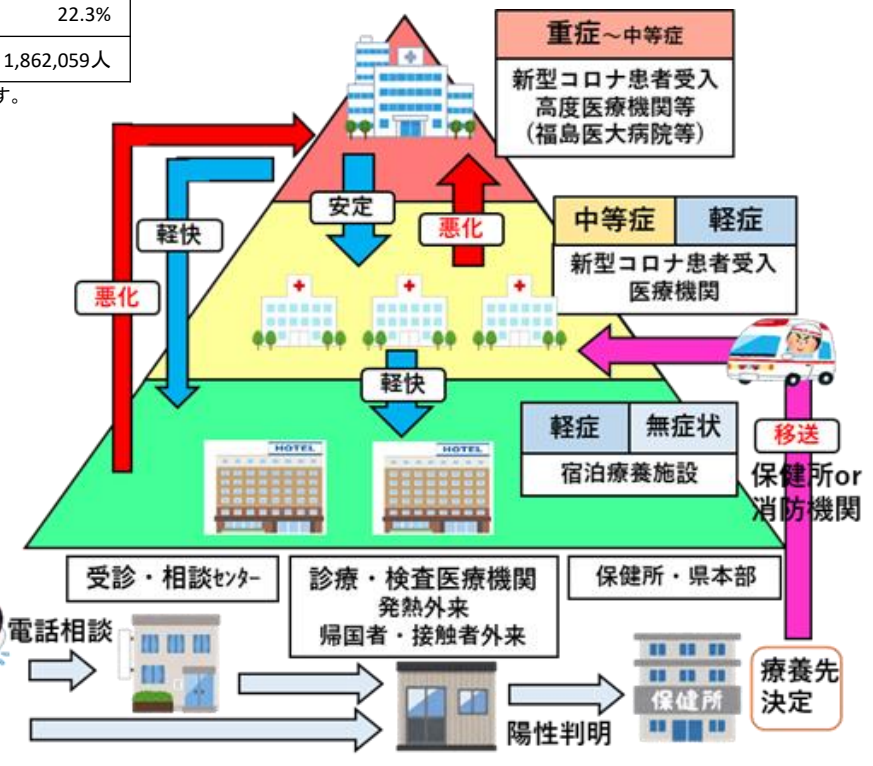 22.3%
1,862,059人
す。
重症～中等症
新型コロナ患者受入
高度医療機関等
（福島医大病院等）
安定
悪化
軽快
悪化
中等症
軽症
新型コロナ患者受入
医療機関
軽快
HOTEL
HOTEL
軽症
無症状
宿泊療養施設
移送
保健所or
消防機関
受診・相談ｾﾝﾀｰ
診療・検査医療機関
発熱外来
帰国者・接触者外来
保健所・県本部
電話相談
保健所
療養先
決定
陽性判明